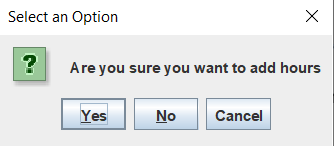 Select an Option
Are you sure you want to add hours
Yes No Cancel